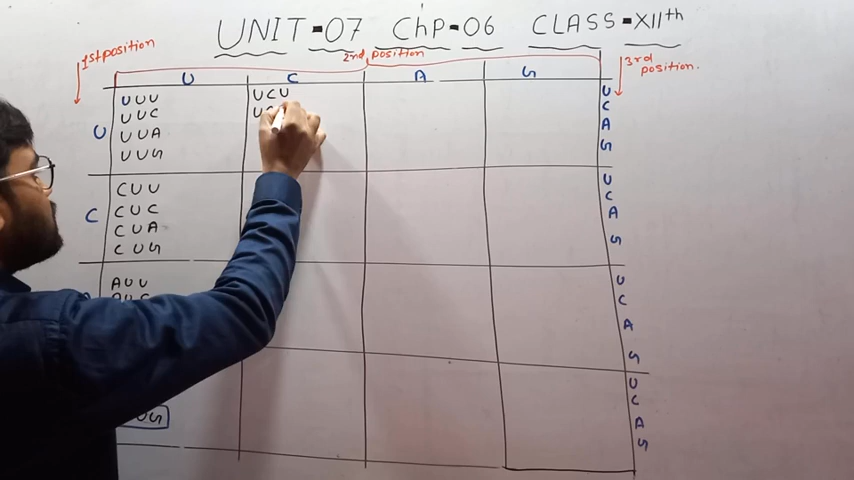 UNIT-07 ChP-06 CLASS-XIIth
1st position
2nd position
3rd position.
U C A G
U
UUU
UUC
UUA
UUG
UCU
U
C
A
G
C
CUU
CUC
CUA
CUG
U
C
A
G
AUU
U
C
A
G
U
C
A
G